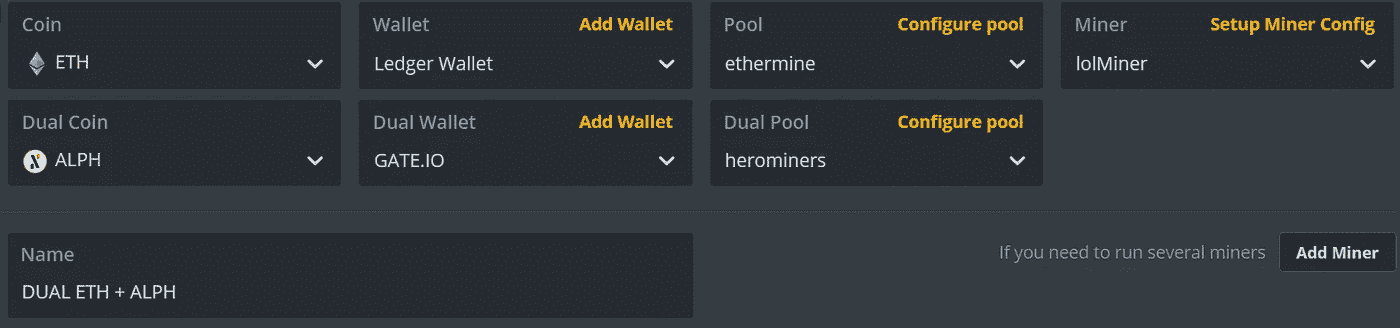 Coin
ETH
Wallet Add Wallet
Ledger Wallet
Pool Configure pool
ethermine
Miner Setup Miner Config
lolMiner
Dual Coin
ALPH
Dual Wallet Add Wallet
GATE.IO
Dual Pool Configure pool
herominers
Name
DUAL ETH + ALPH
If you need to run several miners Add Miner